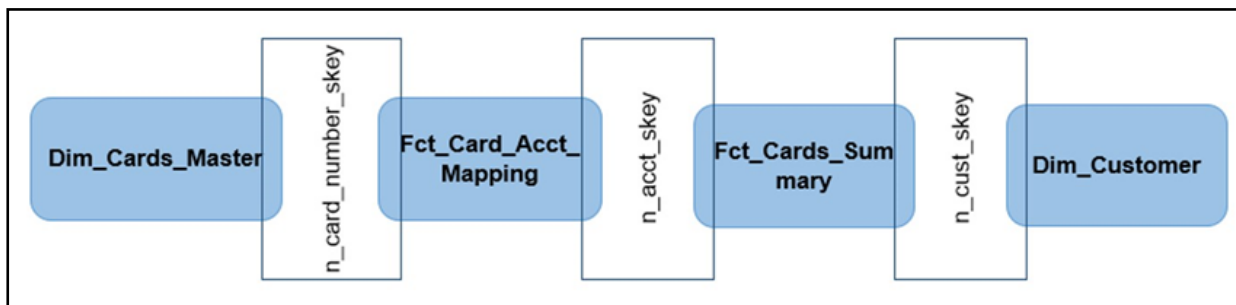 Dim_Cards_Master
n_card_number_skey
Fct_Card_Acct_
Mapping
n_acct_skey
Fct_Cards_Sum
mary
n_cust_skey
Dim_Customer